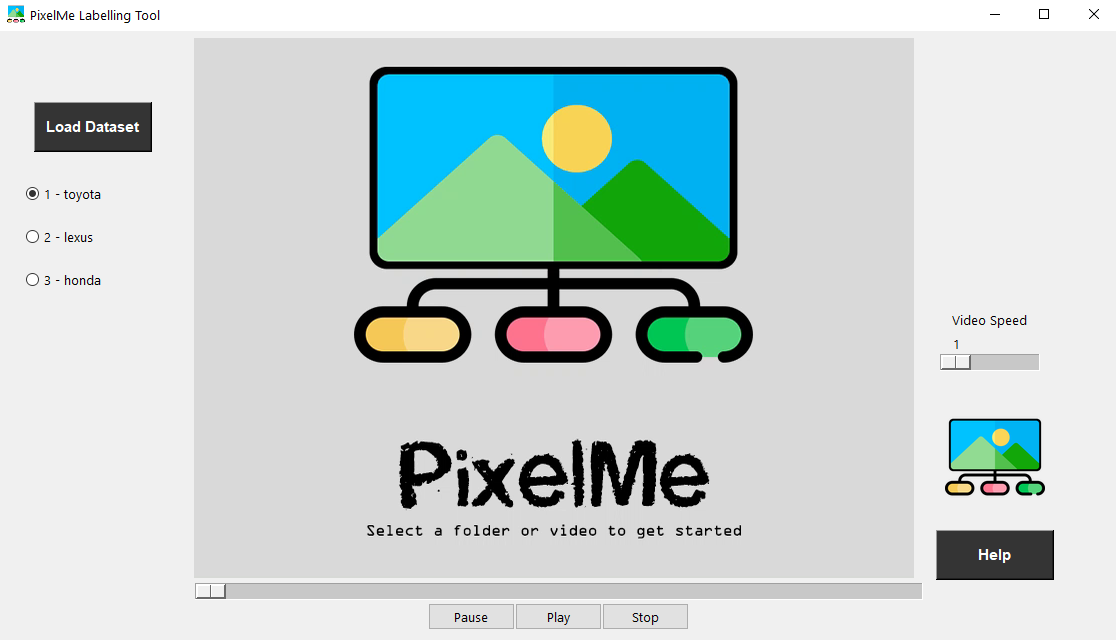 PixelMe Labelling Tool
Load Dataset
1 - toyota
2 - lexus
3 - honda
PixelMe
Select a folder or video to get started
Video Speed
1
Help
Pause
Play
Stop